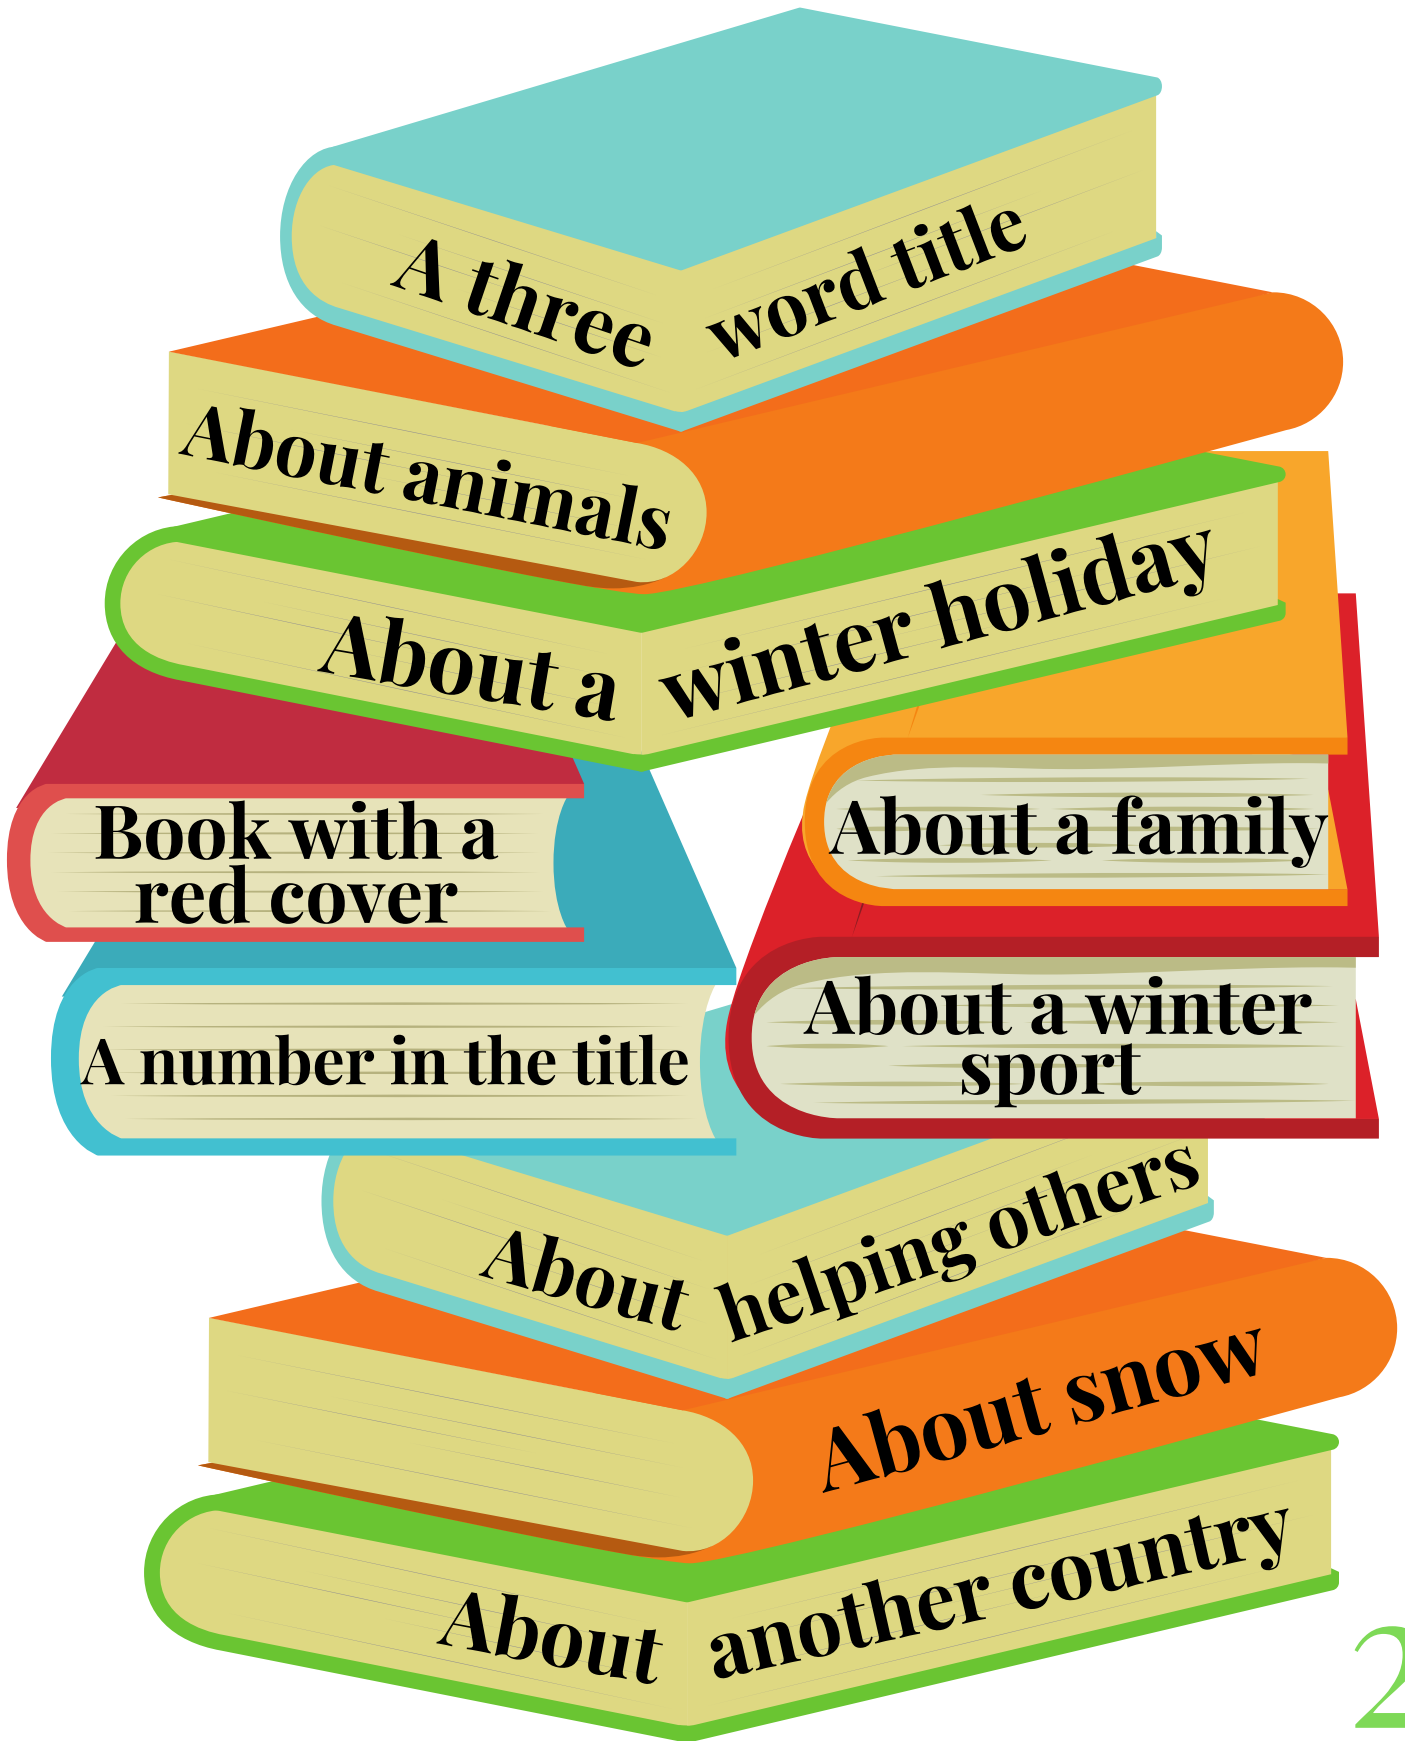 A three word title
About animals
About a winter holiday
Book with a
red cover
About a family
A number in the title
About a winter
sport
About helping others
About snow
About another country
2